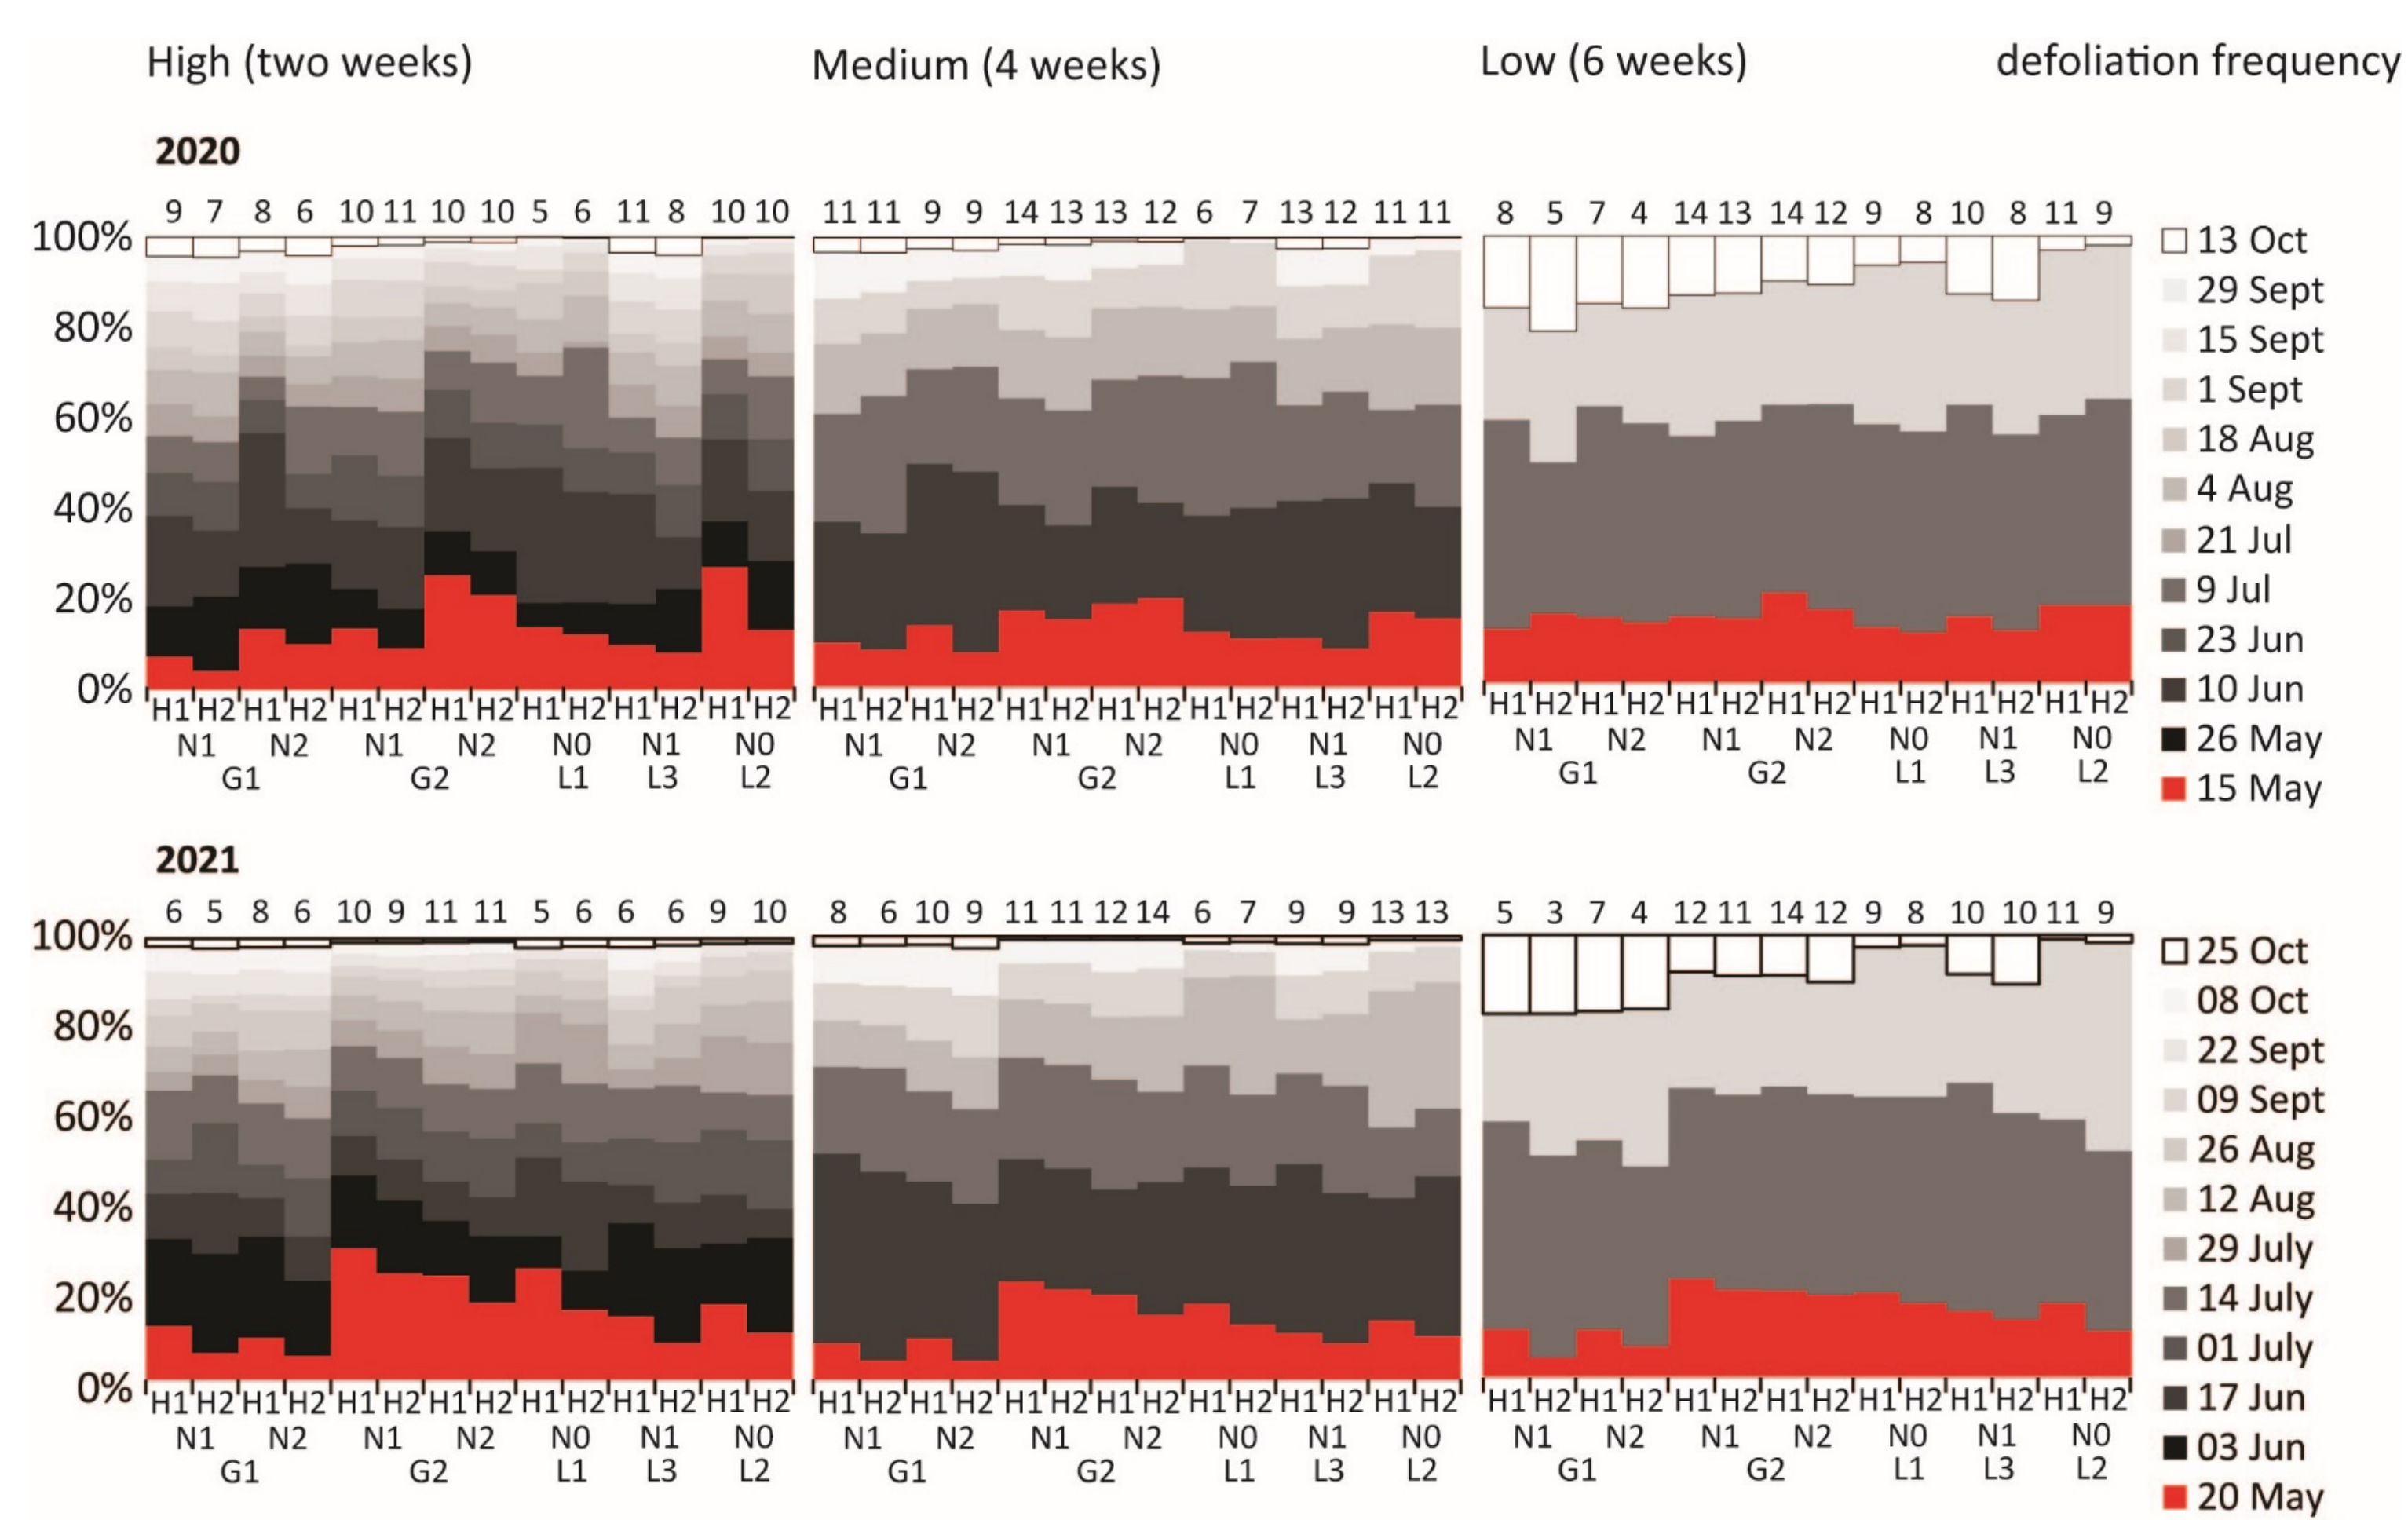 High (two weeks) Medium (4 weeks) Low (6 weeks) defoliation frequency
2020
9 7 8 6 10 11 10 10 5 6 11 8 10 10 11 11 9 9 14 13 13 12 6 7 13 12 11 11 8 5 7 4 14 13 14 12 9 8 10 8 11 9
100%
80%
60%
40%
20%
0%
H1 H2 H1 H2 H1 H2 H1 H2 H1 H2 H1 H2 H1 H2 H1 H2 H1 H2 H1 H2 H1 H2 H1 H2 H1 H2 H1 H2 H1 H2 H1 H2 H1 H2 H1 H2 H1 H2 H1 H2 H1 H2
N1 N2 N1 N2 N0 N1 N0 N1 N2 N1 N2 N0 N1 N0 N1 N2 N1 N2 N0 N1 N0
G1 G2 L1 L3 L2 G1 G2 L1 L3 L2 G1 G2 L1 L3 L2
13 Oct
29 Sept
15 Sept
1 Sept
18 Aug
4 Aug
21 Jul
9 Jul
23 Jun
10 Jun
26 May
15 May
2021
6 5 8 6 10 9 11 11 5 6 6 6 9 10 8 6 10 9 11 11 12 14 6 7 9 9 13 13 5 3 7 4 12 11 14 12 9 8 10 10 11 9
100%
80%
60%
40%
20%
0%
H1 H2 H1 H2 H1 H2 H1 H2 H1 H2 H1 H2 H1 H2 H1 H2 H1 H2 H1 H2 H1 H2 H1 H2 H1 H2 H1 H2 H1 H2 H1 H2 H1 H2 H1 H2 H1 H2 H1 H2 H1 H2
N1 N2 N1 N2 N0 N1 N0 N1 N2 N1 N2 N0 N1 N0 N1 N2 N1 N2 N0 N1 N0
G1 G2 L1 L3 L2 G1 G2 L1 L3 L2 G1 G2 L1 L3 L2
25 Oct
08 Oct
22 Sept
09 Sept
26 Aug
12 Aug
29 July
14 July
01 July
17 Jun
03 Jun
20 May